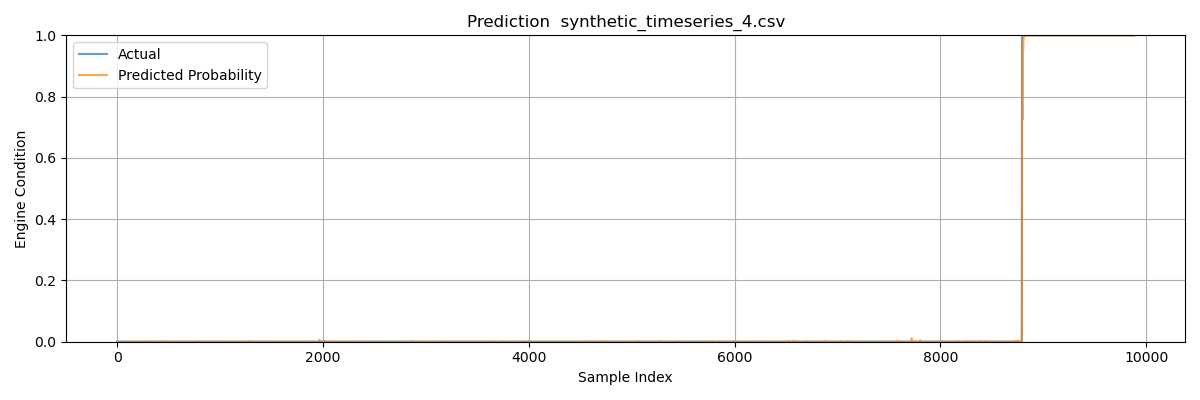 Prediction  synthetic_timeseries_4.csv
Actual
Predicted Probability
1.0
0.8
0.6
0.4
0.2
0.0
Engine Condition
0 2000 4000 6000 8000 10000
Sample Index